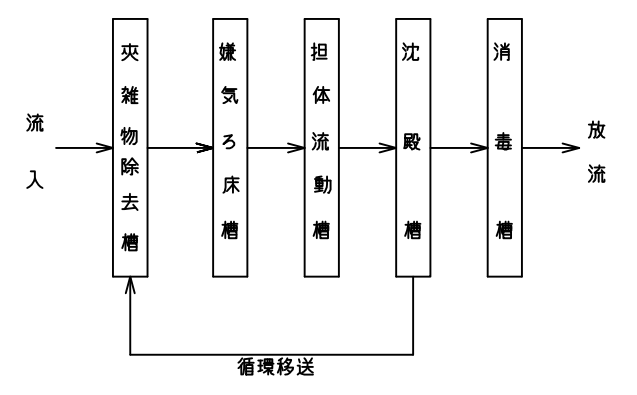 流入
夾雑物除去槽
嫌気ろ床槽
担体流動槽
沈殿槽
消毒槽
放流
循環移送